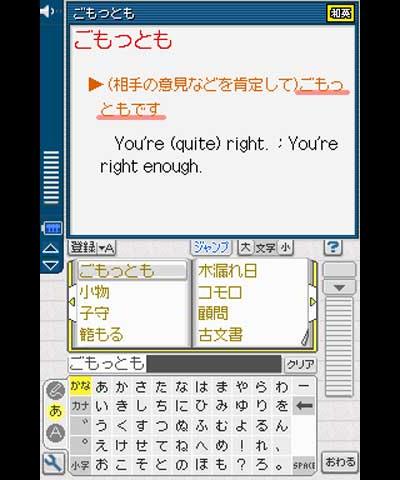 ごもっとも 和英
ごもっとも
▶(相手の意見などを肯定して)ごもっ
ともです
You're (quite) right. ; You're
right enough.
登録▼A ジャンプ 大 文字 小 ?
ごもっとも 木漏れ日
小物 コモロ
子守 顧問
籠もる 古文書
ごもっとも クリア
かな あ か さ た な は ま や ら わ ー
カナ い き し ち に ひ み ゆ り を ←
あ ゛ う く す つ ぬ ふ む よ る ん
A ゜ え け せ て ね へ め ! れ 、
小字 お こ そ と の ほ も ? ろ 。 SPACE
おわる